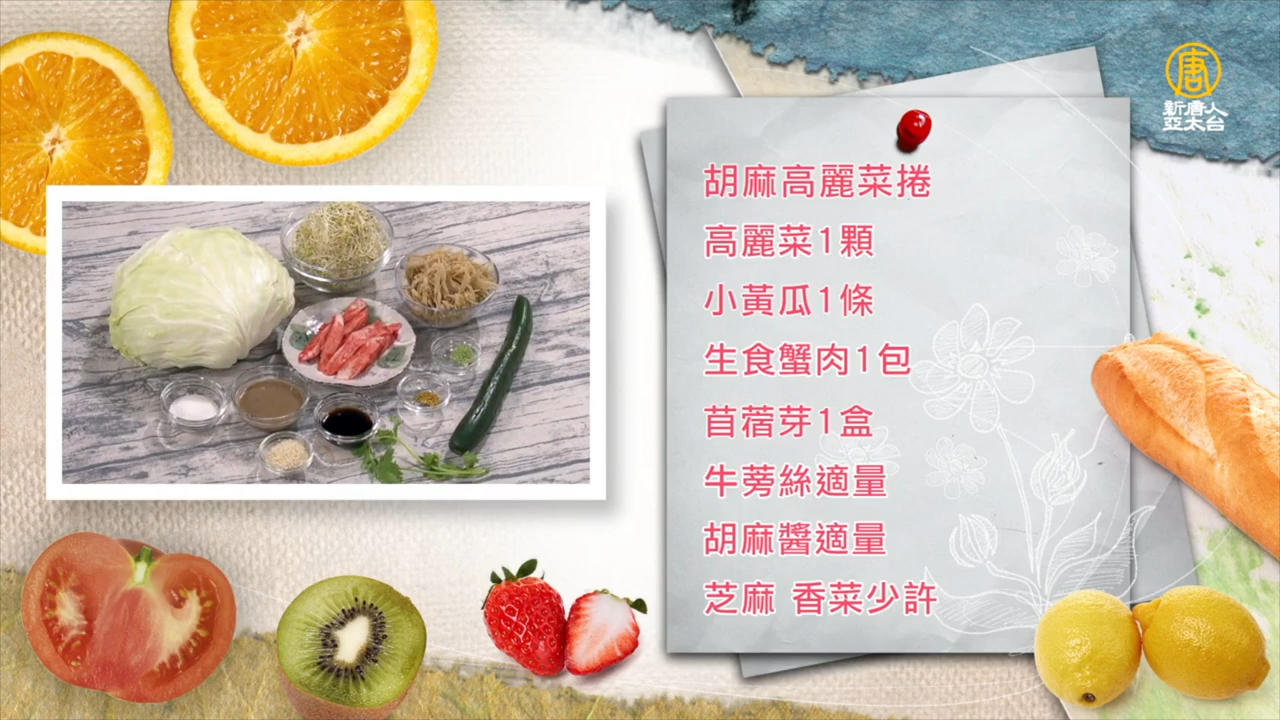 唐
新唐人
亞太台
胡麻高麗菜捲
高麗菜1顆
小黃瓜1條
生食蟹肉1包
苜蓿芽1盒
牛蒡絲適量
胡麻醬適量
芝麻 香菜少許